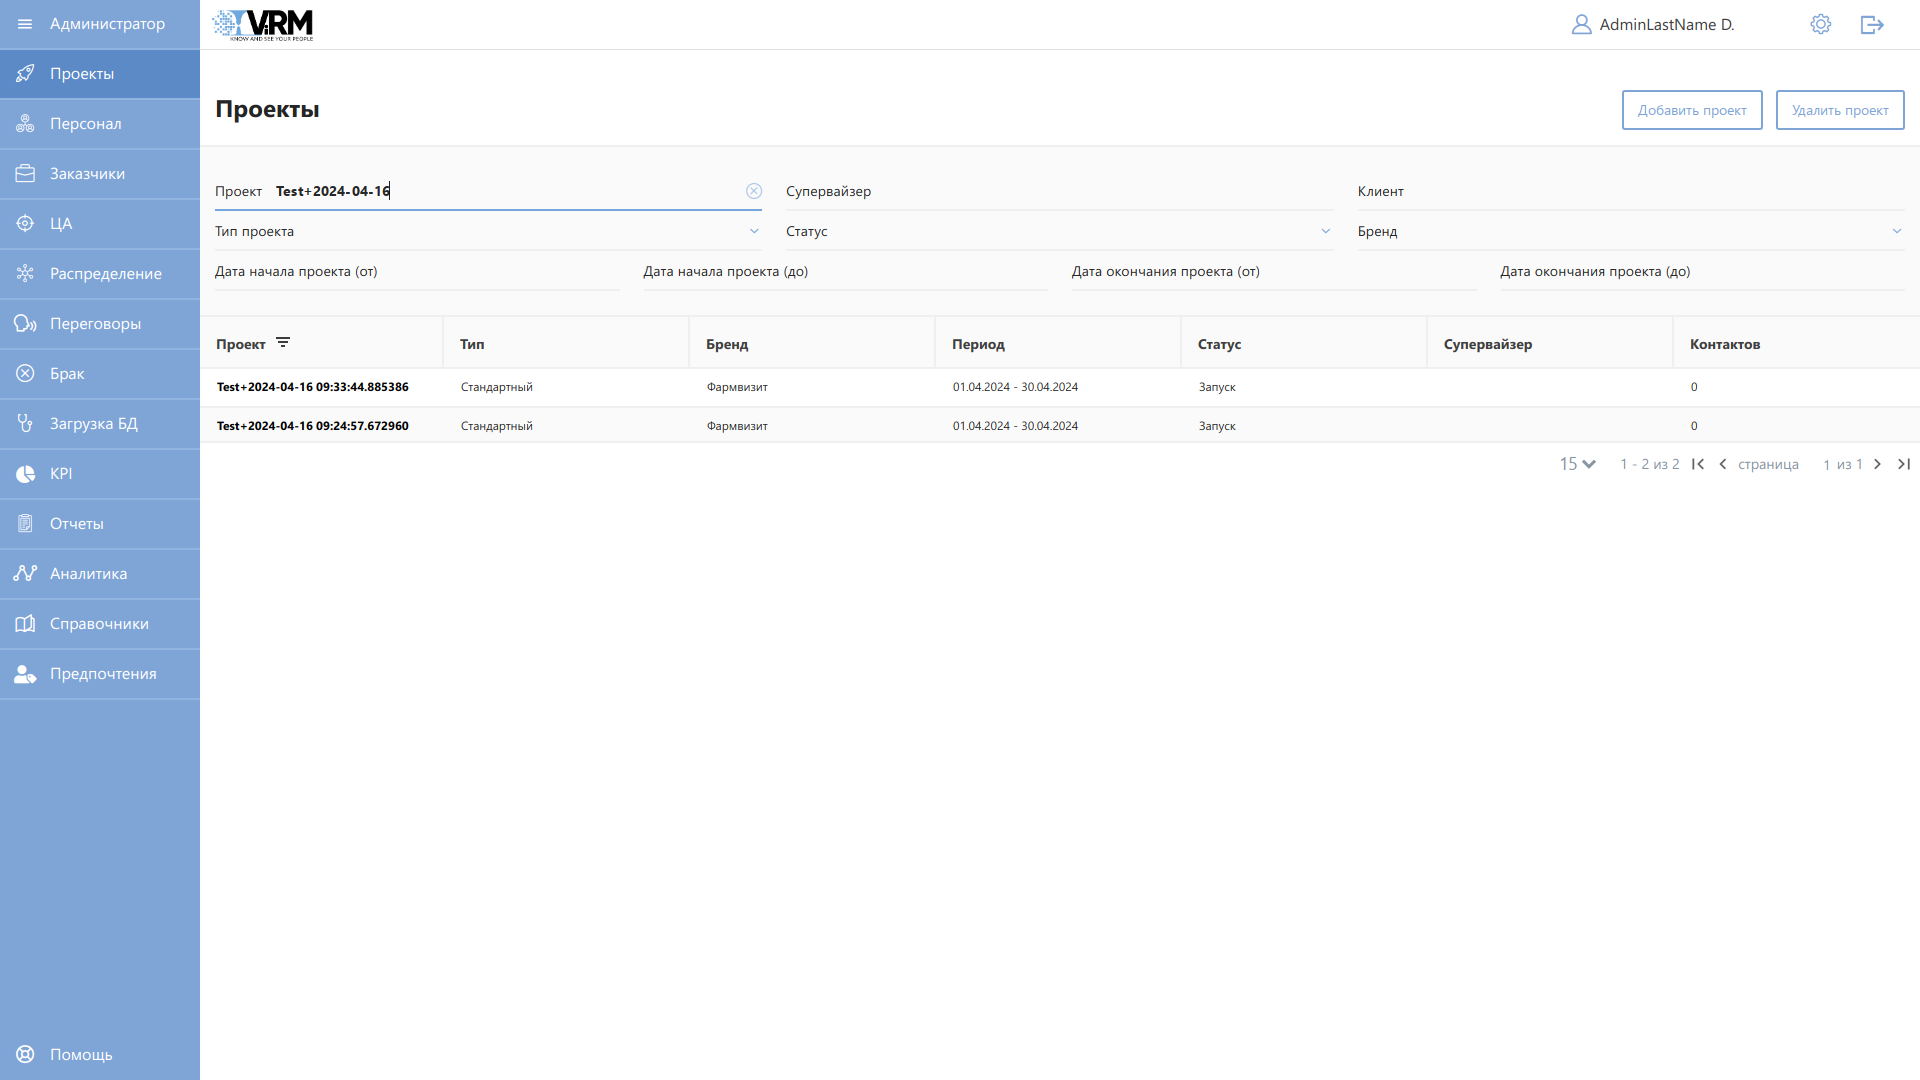 Администратор
ViRM
KNOW AND SEE YOUR PEOPLE
AdminLastName D.
Проекты
Персонал
Заказчики
ЦА
Распределение
Переговоры
Брак
Загрузка БД
KPI
Отчеты
Аналитика
Справочники
Предпочтения
Помощь
Проекты
Добавить проект
Удалить проект
Проект Test+2024-04-16
Супервайзер
Клиент
Тип проекта
Статус
Бренд
Дата начала проекта (от)
Дата начала проекта (до)
Дата окончания проекта (от)
Дата окончания проекта (до)
Проект Тип Бренд Период Статус Супервайзер Контактов
Test+2024-04-16 09:33:44.885386 Стандартный Фармвизит 01.04.2024 - 30.04.2024 Запуск 0
Test+2024-04-16 09:24:57.672960 Стандартный Фармвизит 01.04.2024 - 30.04.2024 Запуск 0
15 1 - 2 из 2 страница 1 из 1